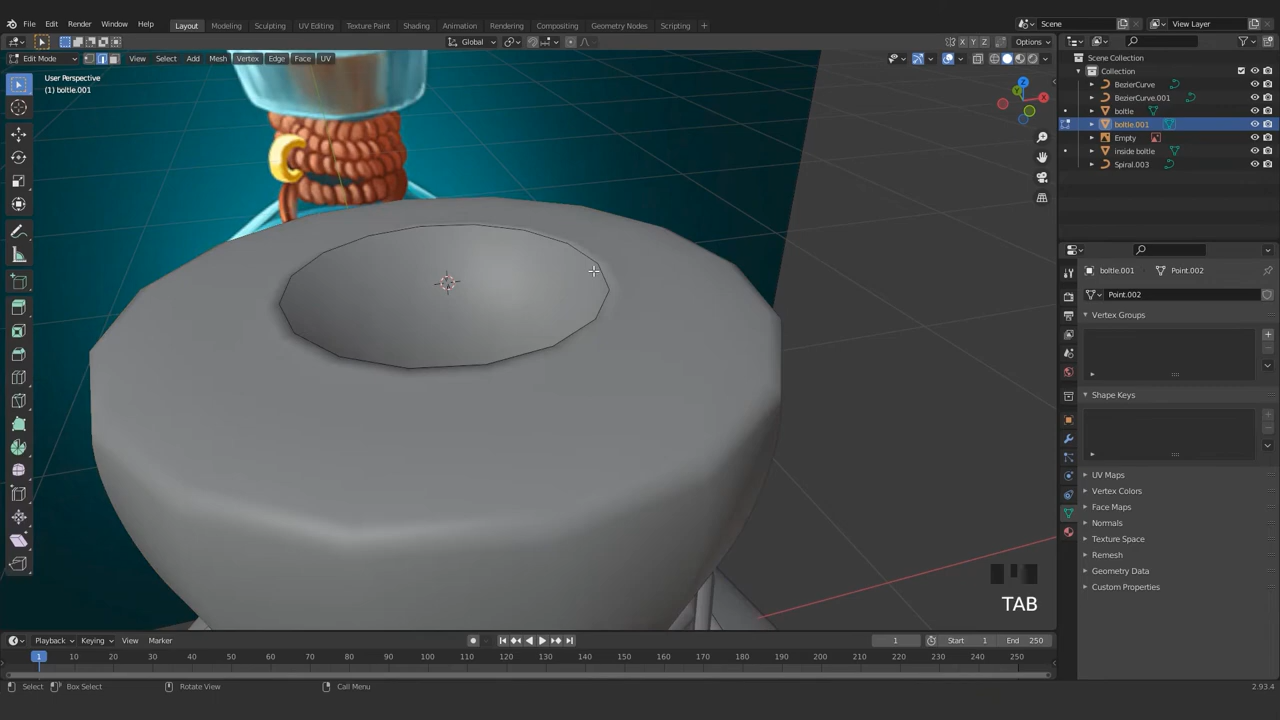 File Edit Render Window Help Layout Modeling Sculpting UV Editing Texture Paint Shading Animation Rendering Compositing Geometry Nodes Scripting + Scene View Layer
Global X Y Z Options
Edit Mode View Select Add Mesh Vertex Edge Face UV Scene Collection
User Perspective
(1) boltle.001
Collection
BezierCurve
BezierCurve.001
boltle
boltle.001
Empty
inside boltle
Spiral.003
Z
X
Y
boltle.001 Point.002
Point.002
Vertex Groups
Shape Keys
UV Maps
Vertex Colors
Face Maps
Normals
Texture Space
Remesh
Geometry Data
Custom Properties
TAB
Playback Keying View Marker 1 Start 1 End 250
1 10 20 30 40 50 60 70 80 90 100 110 120 130 140 150 160 170 180 190 200 210 220 230 240 250
Select Box Select Rotate View Call Menu 2.93.4